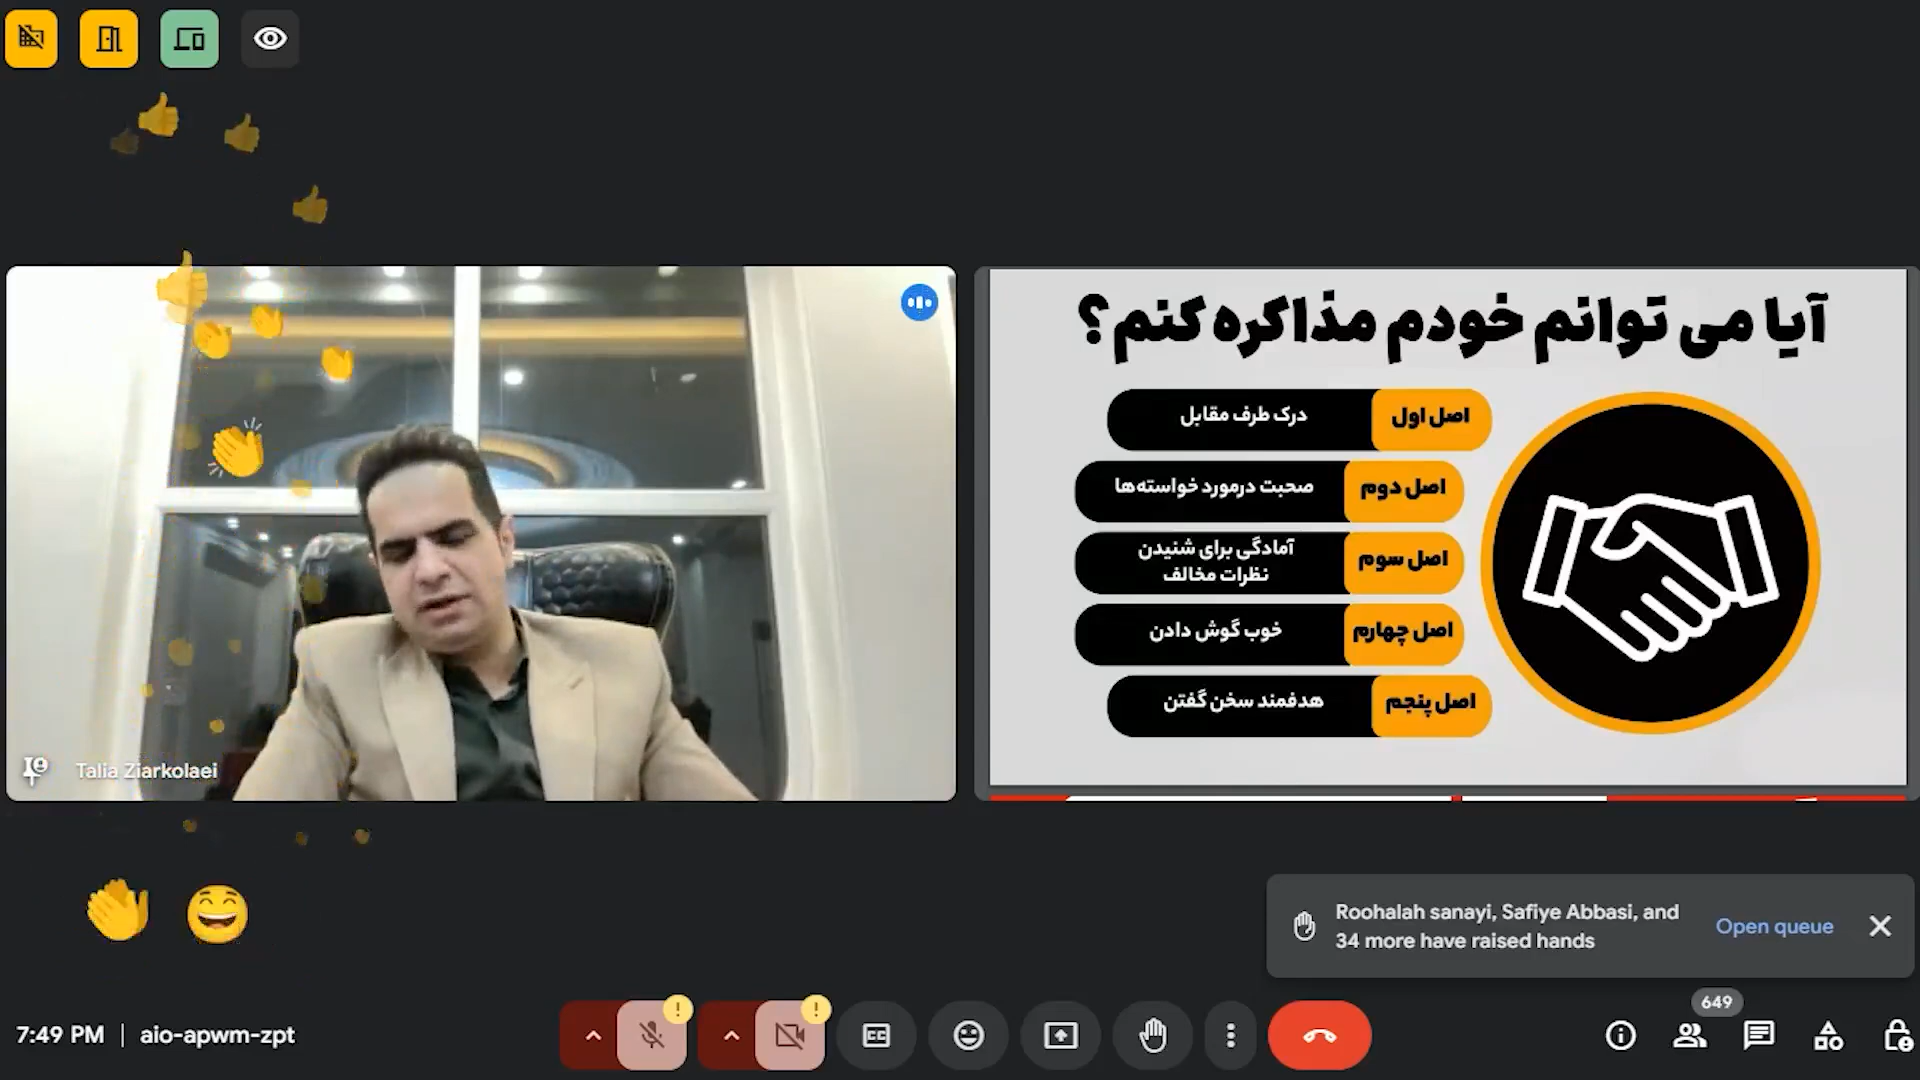 آیا می توانم خودم مذاکره کنم؟
اصل اول
درک طرف مقابل
اصل دوم
صحبت درمورد خواسته‌ها
اصل سوم
آمادگی برای شنیدن
نظرات مخالف
اصل چهارم
خوب گوش دادن
اصل پنجم
هدفمند سخن گفتن
Talia Ziarkolaei
Roohalah sanayi, Safiye Abbasi, and
34 more have raised hands
Open queue
649
7:49 PM | aio-apwm-zpt